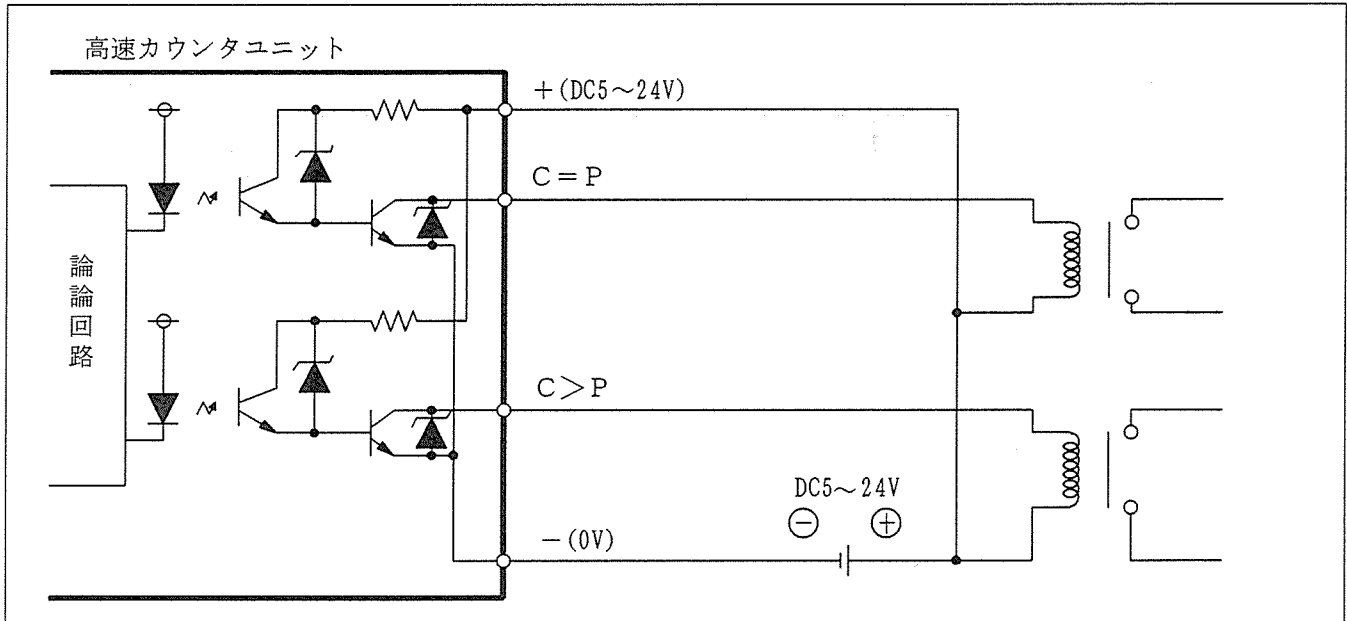 高速カウンタユニット
+(DC5~24V)
C=P
論論回路
C>P
DC5~24V
⊖ ⊕
-(0V)